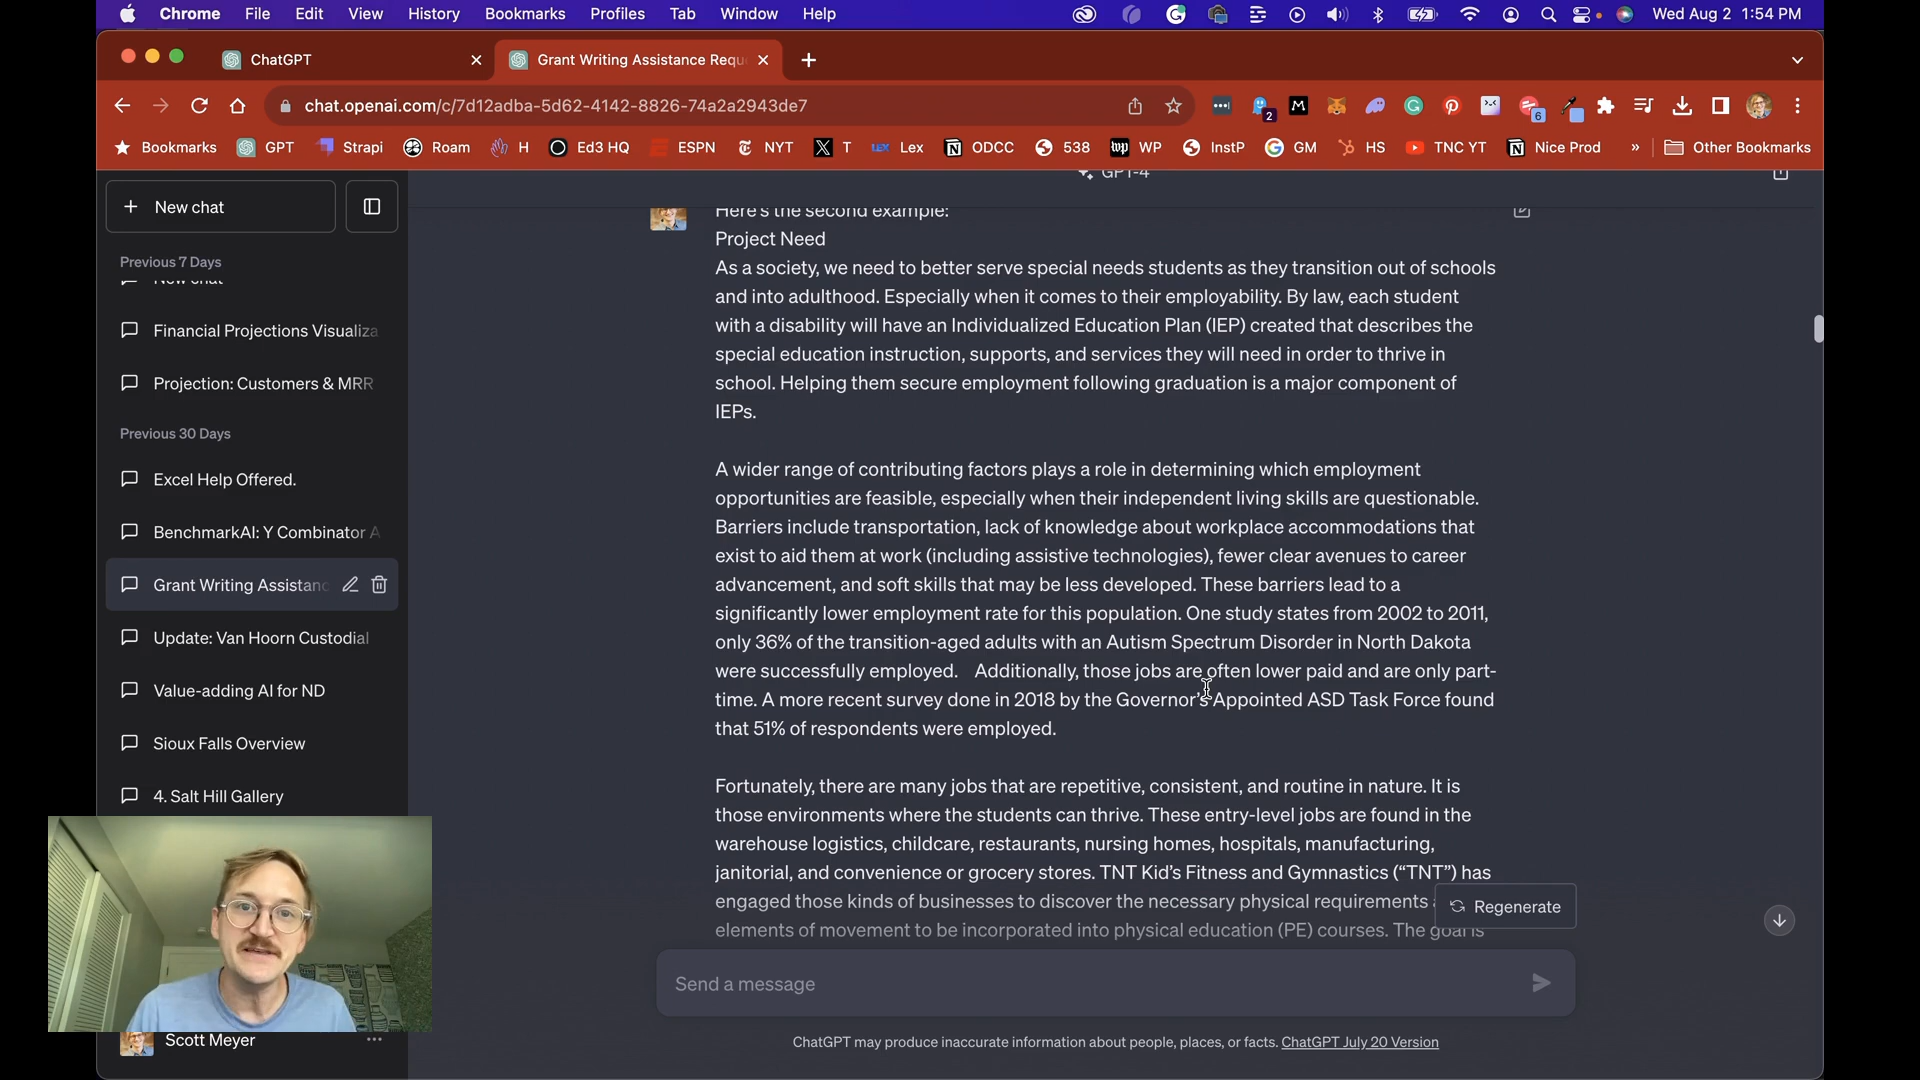 Chrome File Edit View History Bookmarks Profiles Tab Window Help Wed Aug 2 1:54 PM
ChatGPT
Grant Writing Assistance Requ
chat.openai.com/c/7d12adba-5d62-4142-8826-74a2a2943de7
2 6
Bookmarks GPT Strapi Roam H Ed3 HQ ESPN NYT T Lex ODCC 538 WP InstP GM HS TNC YT Nice Prod » Other Bookmarks
New chat
Previous 7 Days
New chat
Financial Projections Visualiza
Projection: Customers & MRR
Previous 30 Days
Excel Help Offered.
BenchmarkAI: Y Combinator A
Grant Writing Assistanc
Update: Van Hoorn Custodial
Value-adding AI for ND
Sioux Falls Overview
4. Salt Hill Gallery
Scott Meyer
GPT-4
Here's the second example:
Project Need
As a society, we need to better serve special needs students as they transition out of schools
and into adulthood. Especially when it comes to their employability. By law, each student
with a disability will have an Individualized Education Plan (IEP) created that describes the
special education instruction, supports, and services they will need in order to thrive in
school. Helping them secure employment following graduation is a major component of
IEPs.
A wider range of contributing factors plays a role in determining which employment
opportunities are feasible, especially when their independent living skills are questionable.
Barriers include transportation, lack of knowledge about workplace accommodations that
exist to aid them at work (including assistive technologies), fewer clear avenues to career
advancement, and soft skills that may be less developed. These barriers lead to a
significantly lower employment rate for this population. One study states from 2002 to 2011,
only 36% of the transition-aged adults with an Autism Spectrum Disorder in North Dakota
were successfully employed. Additionally, those jobs are often lower paid and are only part-
time. A more recent survey done in 2018 by the Governor's Appointed ASD Task Force found
that 51% of respondents were employed.
Fortunately, there are many jobs that are repetitive, consistent, and routine in nature. It is
those environments where the students can thrive. These entry-level jobs are found in the
warehouse logistics, childcare, restaurants, nursing homes, hospitals, manufacturing,
janitorial, and convenience or grocery stores. TNT Kid's Fitness and Gymnastics ("TNT") has
engaged those kinds of businesses to discover the necessary physical requirements
elements of movement to be incorporated into physical education (PE) courses. The goal is
Regenerate
Send a message
ChatGPT may produce inaccurate information about people, places, or facts. ChatGPT July 20 Version